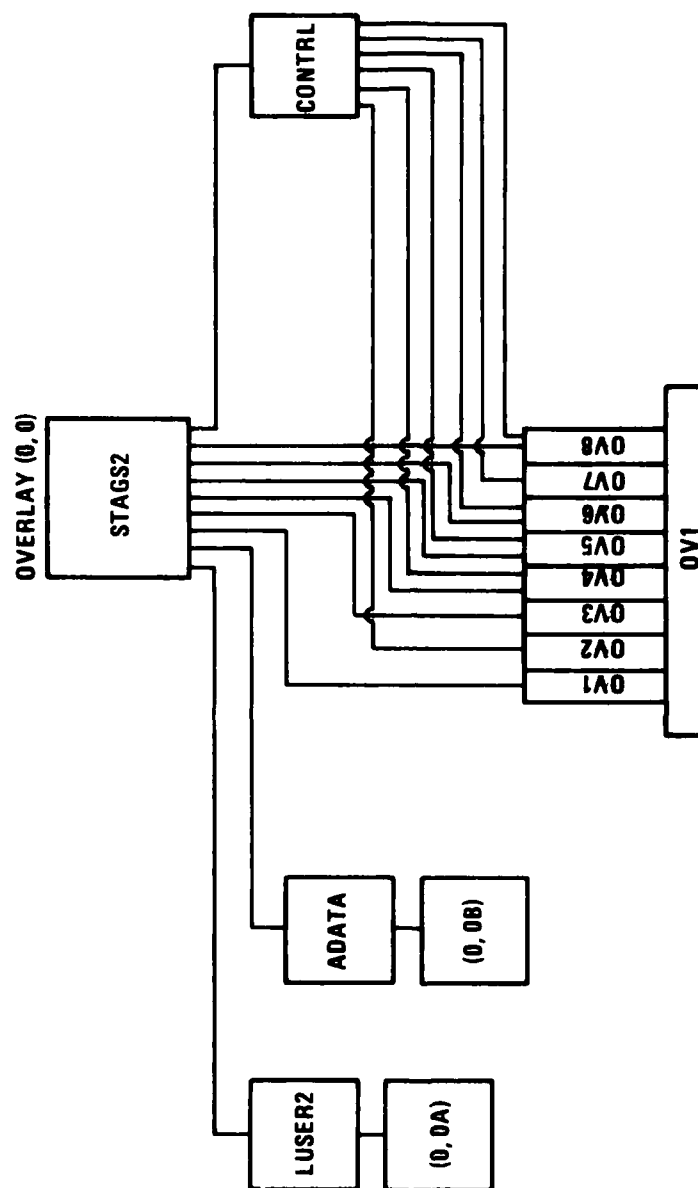 OVERLAY (0, 0)
STAGS2
CONTRL
LUSER2
(0, 0A)
ADATA
(0, 0B)
OV1
OV2
OV3
OV4
OV5
OV6
OV7
OV8
OV1